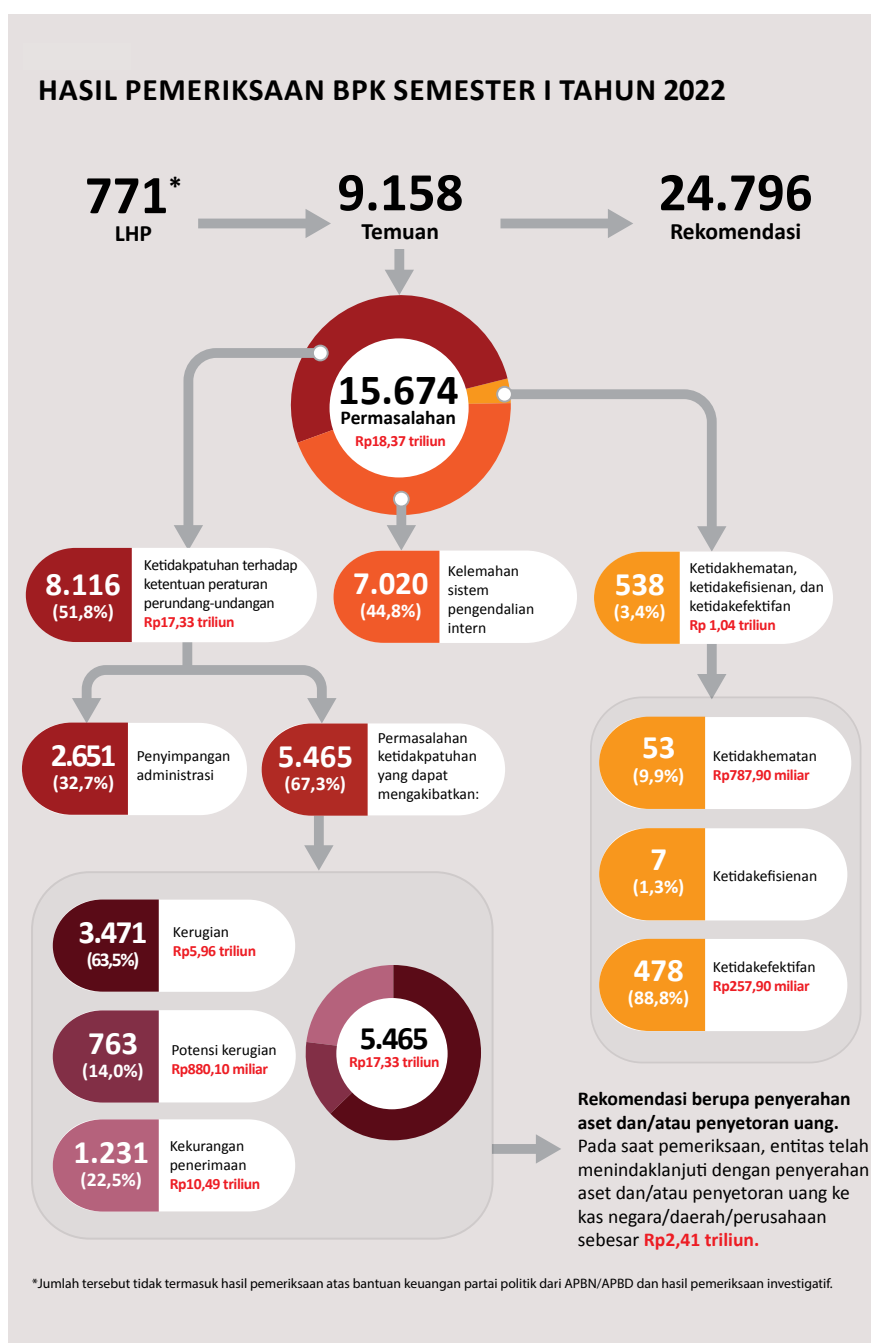 HASIL PEMERIKSAAN BPK SEMESTER I TAHUN 2022
771*
LHP
9.158
Temuan
24.796
Rekomendasi
15.674
Permasalahan
Rp18,37 triliun
8.116
(51,8%)
Ketidakpatuhan terhadap
ketentuan peraturan
perundang-undangan
Rp17,33 triliun
7.020
(44,8%)
Kelemahan
sistem
pengendalian
intern
538
(3,4%)
Ketidakhematan,
ketidakefisienan, dan
ketidakefektifan
Rp 1,04 triliun
2.651
(32,7%)
Penyimpangan
administrasi
5.465
(67,3%)
Permasalahan
ketidakpatuhan
yang dapat
mengakibatkan:
53
(9,9%)
Ketidakhematan
Rp787,90 miliar
7
(1,3%)
Ketidakefisienan
478
(88,8%)
Ketidakefektifan
Rp257,90 miliar
3.471
(63,5%)
Kerugian
Rp5,96 triliun
763
(14,0%)
Potensi kerugian
Rp880,10 miliar
1.231
(22,5%)
Kekurangan
penerimaan
Rp10,49 triliun
5.465
Rp17,33 triliun
Rekomendasi berupa penyerahan
aset dan/atau penyetoran uang.
Pada saat pemeriksaan, entitas telah
menindaklanjuti dengan penyerahan
aset dan/atau penyetoran uang ke
kas negara/daerah/perusahaan
sebesar Rp2,41 triliun.
*Jumlah tersebut tidak termasuk hasil pemeriksaan atas bantuan keuangan partai politik dari APBN/APBD dan hasil pemeriksaan investigatif.